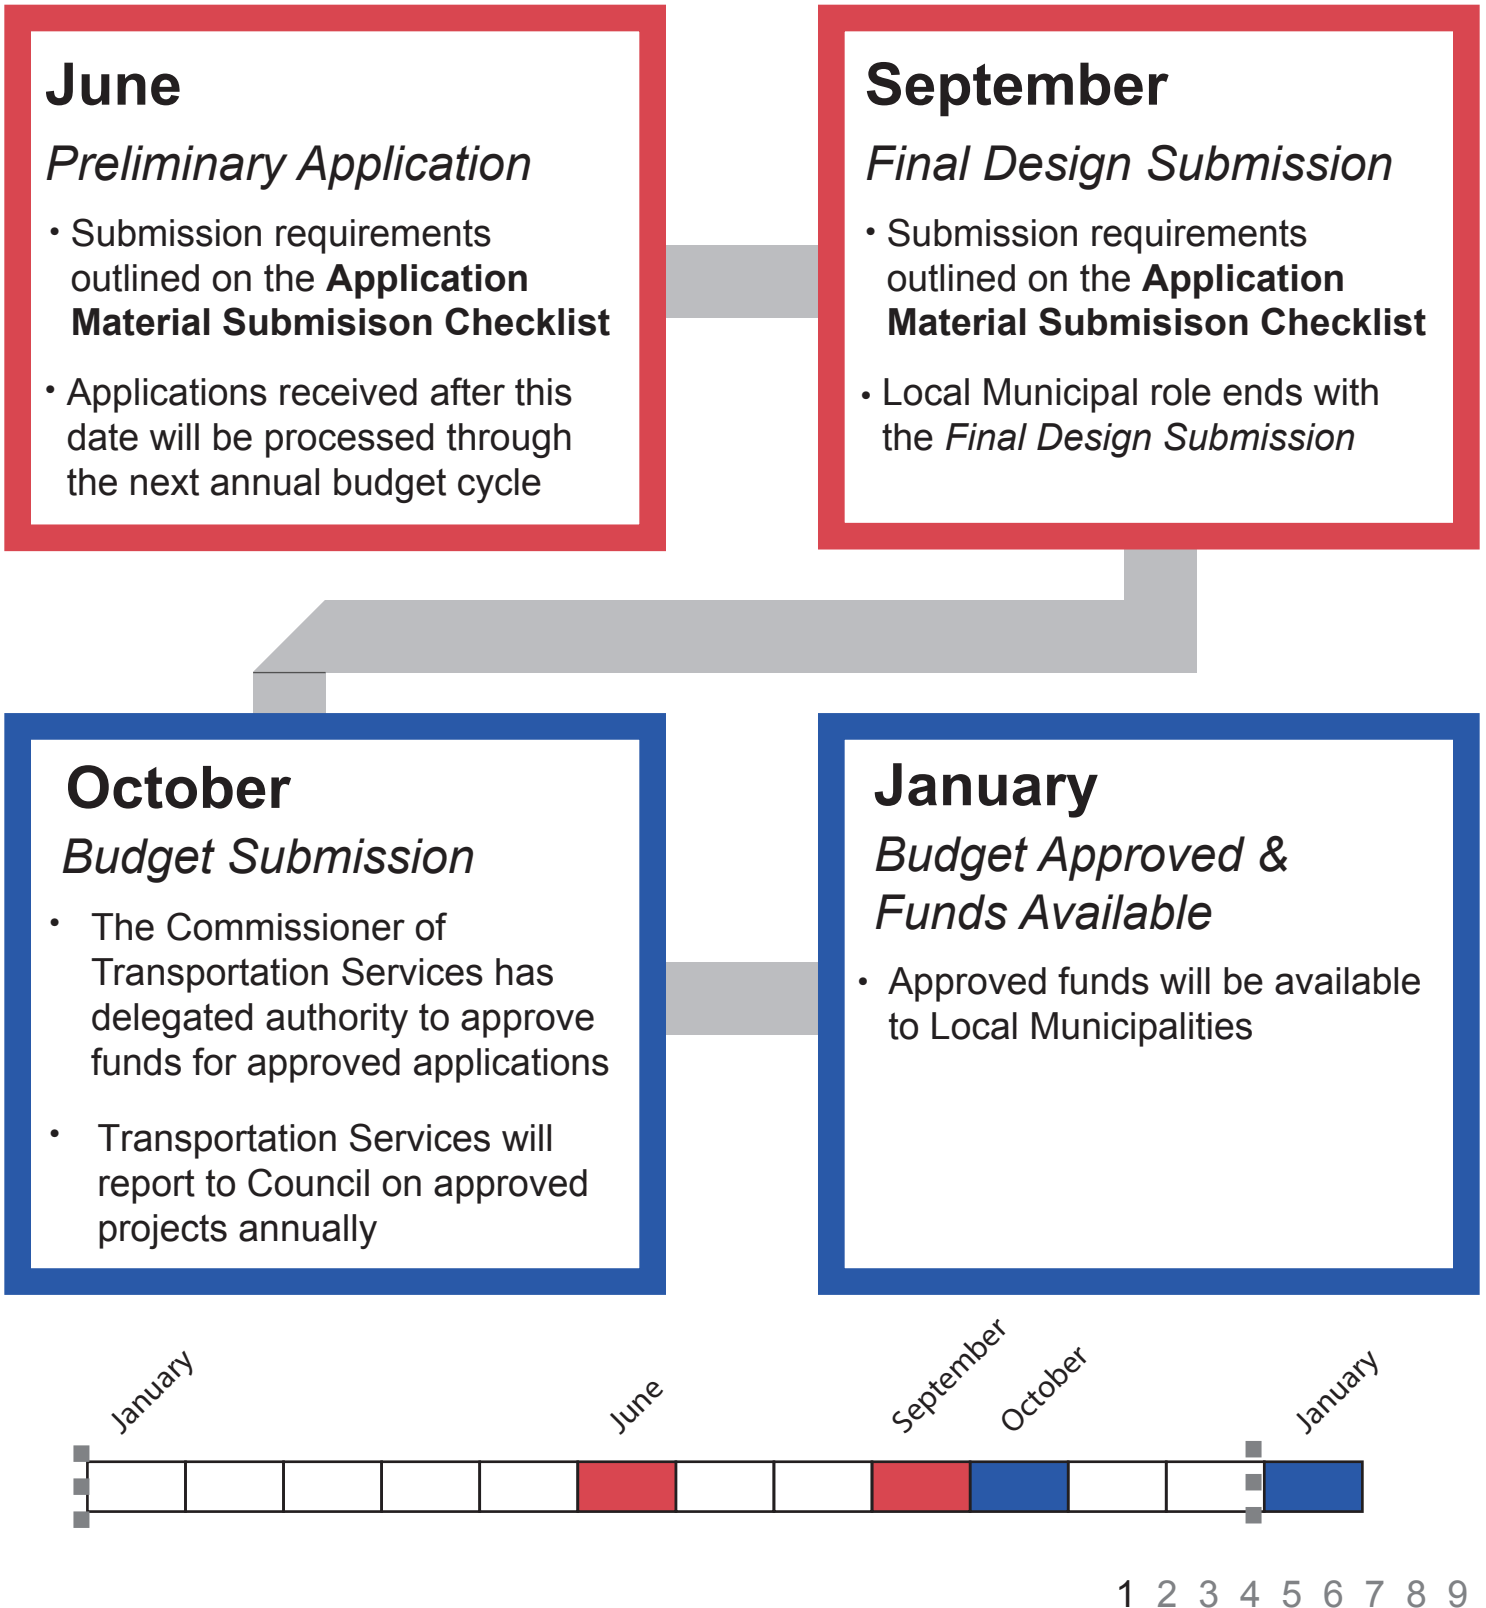 June
Preliminary Application
• Submission requirements
outlined on the Application
Material Submisison Checklist
• Applications received after this
date will be processed through
the next annual budget cycle
September
Final Design Submission
• Submission requirements
outlined on the Application
Material Submisison Checklist
• Local Municipal role ends with
the Final Design Submission
October
Budget Submission
• The Commissioner of
Transportation Services has
delegated authority to approve
funds for approved applications
• Transportation Services will
report to Council on approved
projects annually
January
Budget Approved &
Funds Available
• Approved funds will be available
to Local Municipalities
January
June
September
October
January
1 2 3 4 5 6 7 8 9